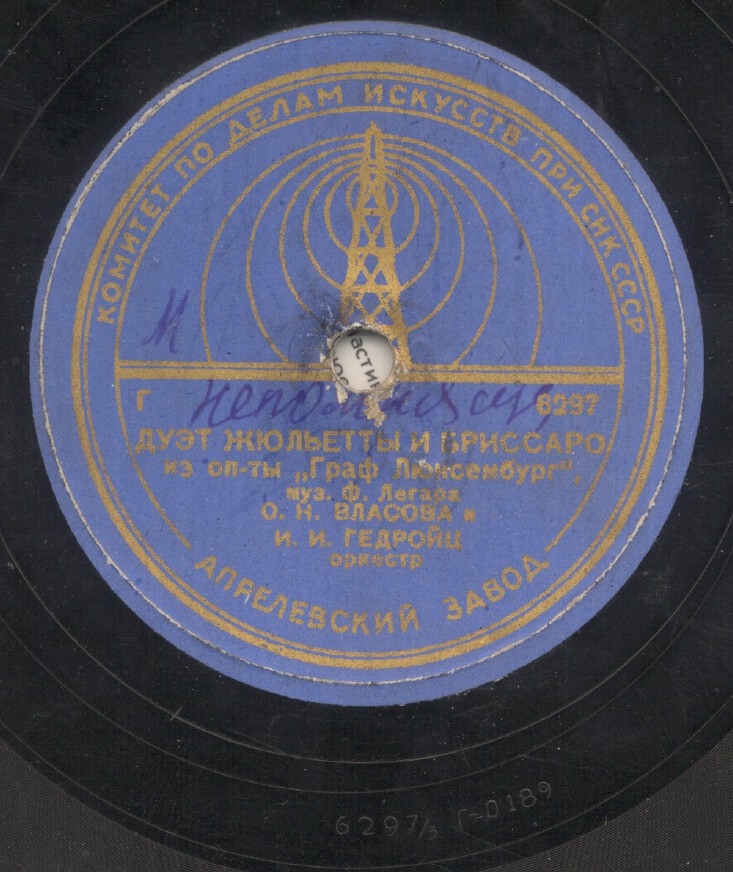 КОМИТЕТ ПО ДЕЛАМ ИСКУССТВ ПРИ СНК СССР
М
астин
Г 6297
ДУЭТ ЖЮЛЬЕТТЫ И БРИССАРО
из оп-ты „Граф Люксембург",
муз. Ф. Легара
О. Н. ВЛАСОВА и
И. И. ГЕДРОЙЦ
оркестр
АПРЕЛЕВСКИЙ ЗАВОД
6297/3 Г-0189